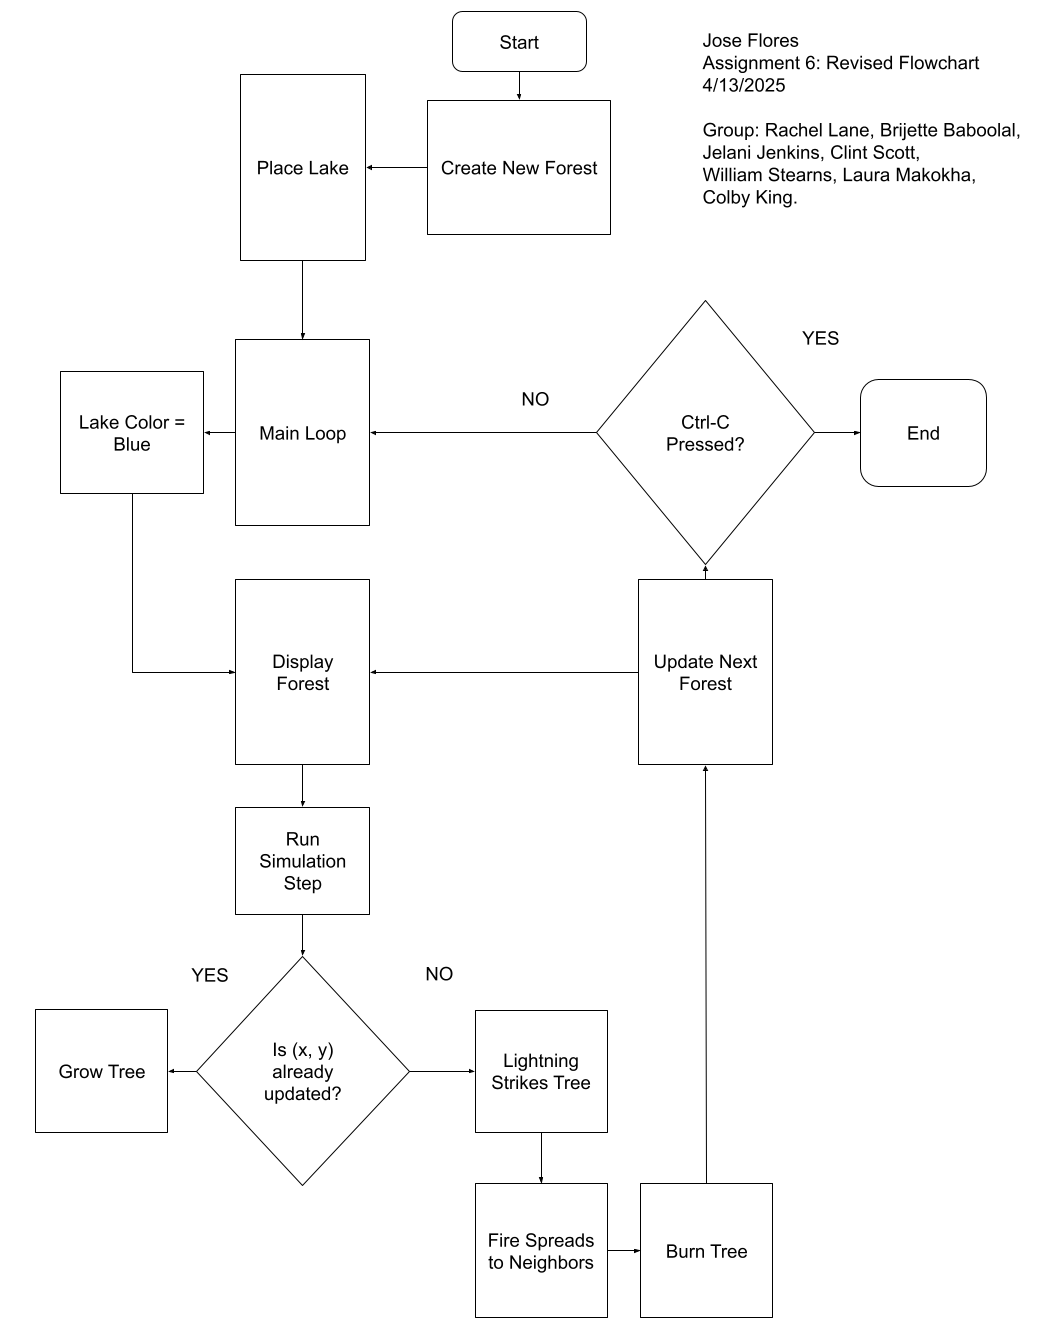 Start
Jose Flores
Assignment 6: Revised Flowchart
4/13/2025
Group: Rachel Lane, Brijette Baboolal,
Jelani Jenkins, Clint Scott,
William Stearns, Laura Makokha,
Colby King.
Place Lake
Create New Forest
YES
NO
Lake Color =
Blue
Main Loop
Ctrl-C
Pressed?
End
Display
Forest
Update Next
Forest
Run
Simulation
Step
YES
NO
Grow Tree
Is (x, y)
already
updated?
Lightning
Strikes Tree
Fire Spreads
to Neighbors
Burn Tree